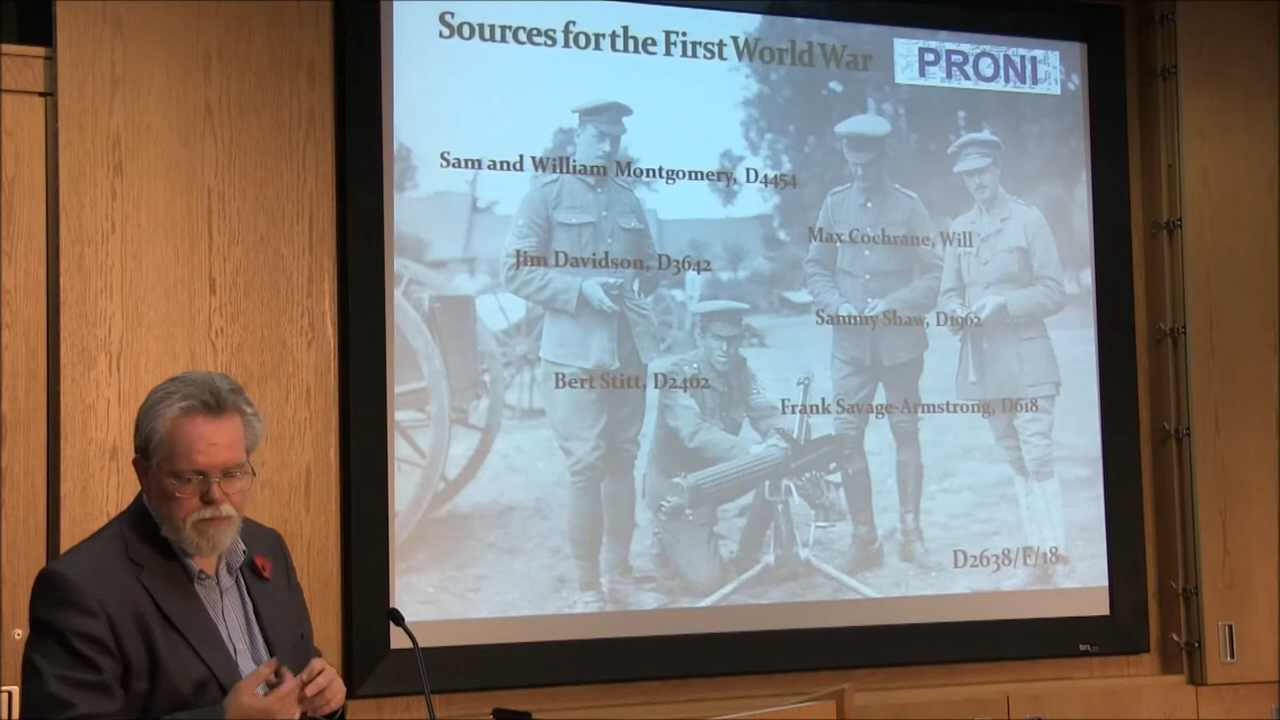 Sources for the First World War
PRONI
Sam and William Montgomery, D4454
Max Cochrane, Will
Jim Davidson, D3642
Sammy Shaw, D1962
Bert Stitt, D2402
Frank Savage-Armstrong, D618
D2638/F/18